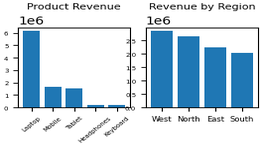 Product Revenue
1e6
6
5
4
3
2
1
0
Laptop
Mobile
Tablet
Headphones
Keyboard
Revenue by Region
1e6
2.5
2.0
1.5
1.0
0.5
0.0
West
North
East
South